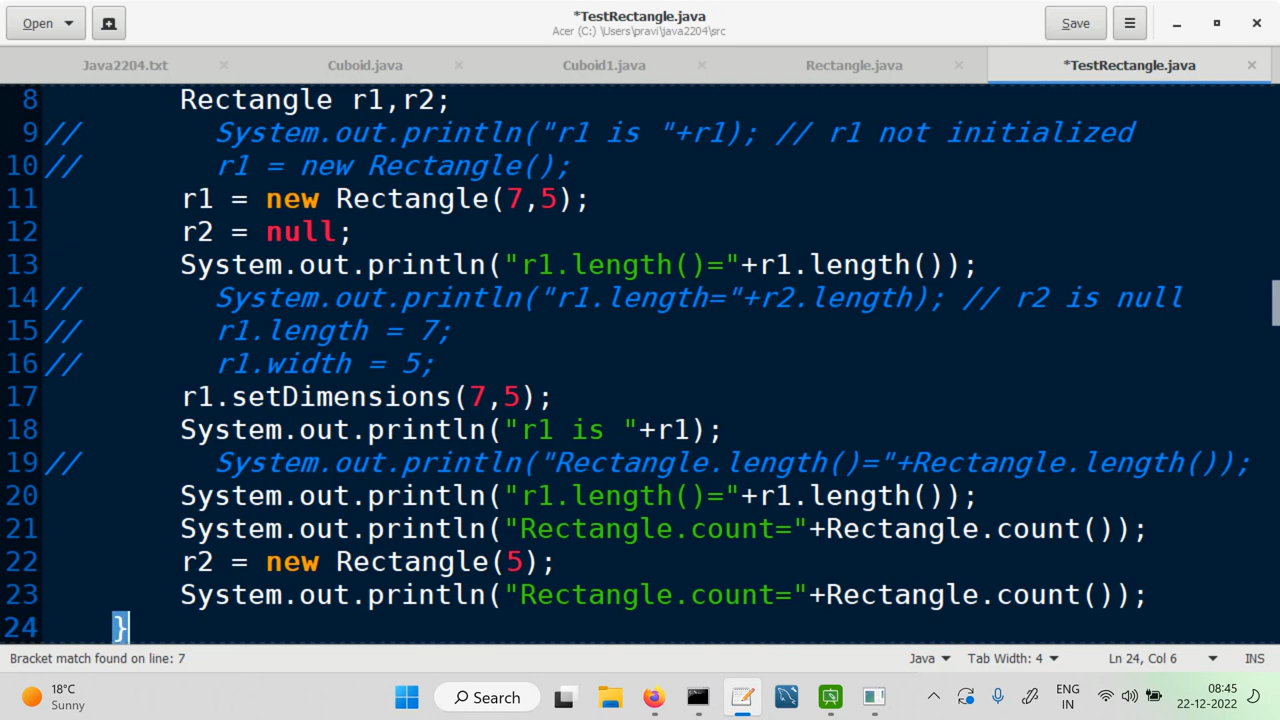 Open
*TestRectangle.java
Acer (C:) \Users\pravi\java2204\src
Save
Java2204.txt
Cuboid.java
Cuboid1.java
Rectangle.java
*TestRectangle.java
8 Rectangle r1,r2;
9 // System.out.println("r1 is "+r1); // r1 not initialized
10 // r1 = new Rectangle();
11 r1 = new Rectangle(7,5);
12 r2 = null;
13 System.out.println("r1.length()="+r1.length());
14 // System.out.println("r1.length="+r2.length); // r2 is null
15 // r1.length = 7;
16 // r1.width = 5;
17 r1.setDimensions(7,5);
18 System.out.println("r1 is "+r1);
19 // System.out.println("Rectangle.length()="+Rectangle.length());
20 System.out.println("r1.length()="+r1.length());
21 System.out.println("Rectangle.count="+Rectangle.count());
22 r2 = new Rectangle(5);
23 System.out.println("Rectangle.count="+Rectangle.count());
24 }
Bracket match found on line: 7
Java
Tab Width: 4
Ln 24, Col 6
INS
18°C
Sunny
Search
ENG
IN
08:45
22-12-2022